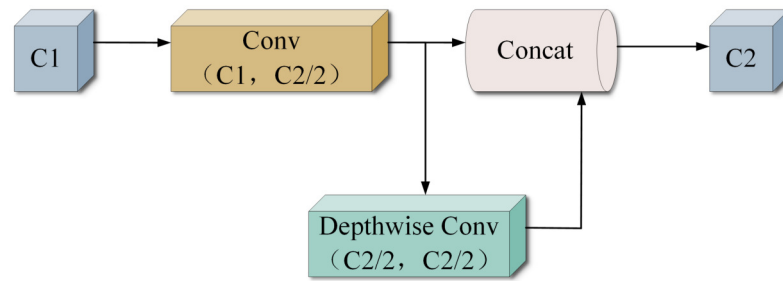 C1
Conv
（C1， C2/2）
Concat
C2
Depthwise Conv
（C2/2， C2/2）